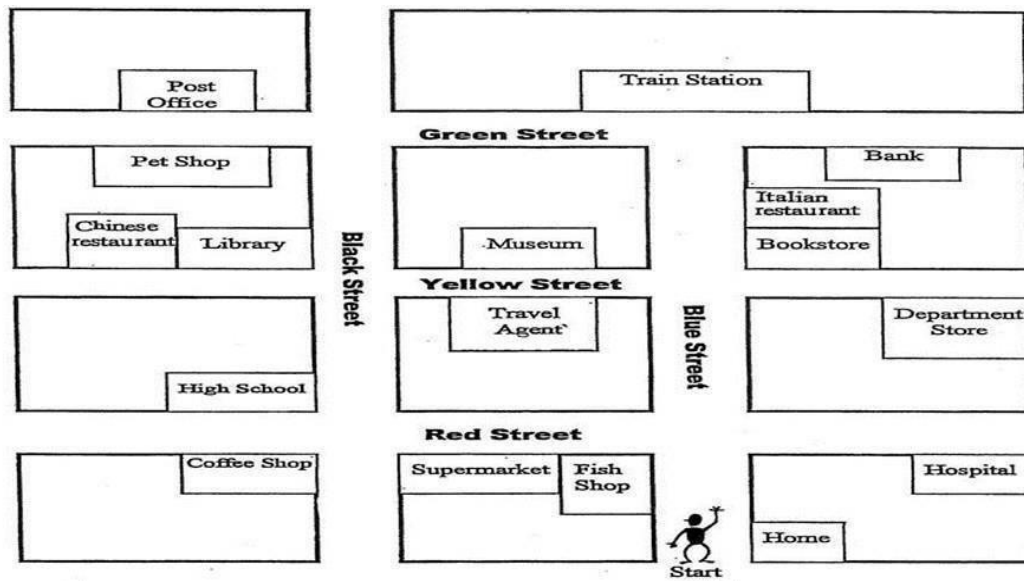 Post
Office
Train Station
Green Street
Pet Shop
Bank
Italian
restaurant
Chinese
restaurant
Library
Black Street
Museum
Bookstore
Yellow Street
Travel
Agent`
Blue Street
Department
Store
High School
Red Street
Coffee Shop
Supermarket
Fish
Shop
Hospital
Home
Start